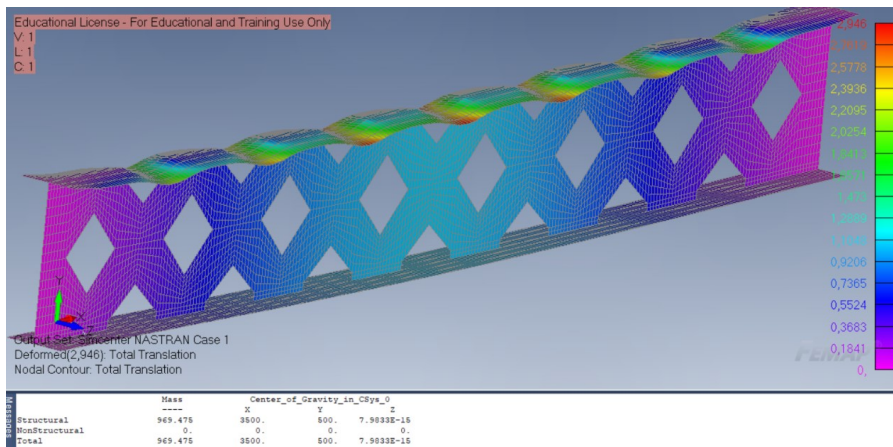 Educational License - For Educational and Training Use Only
V: 1
L: 1
C: 1
2,946
2,5778
2,3936
2,2095
2,0254
0,9206
0,7365
0,5524
0,3683
0,1841
0,
Y
X
Z
Output Set: Simcenter NASTRAN Case 1
Deformed(2,946): Total Translation
Nodal Contour: Total Translation
FEMAP
Messages
Mass Center_of_Gravity_in_CSys_0
---- X Y Z
Structural 969.475 3500. 500. 7.9833E-15
NonStructural 0. 0. 0. 0.
Total 969.475 3500. 500. 7.9833E-15